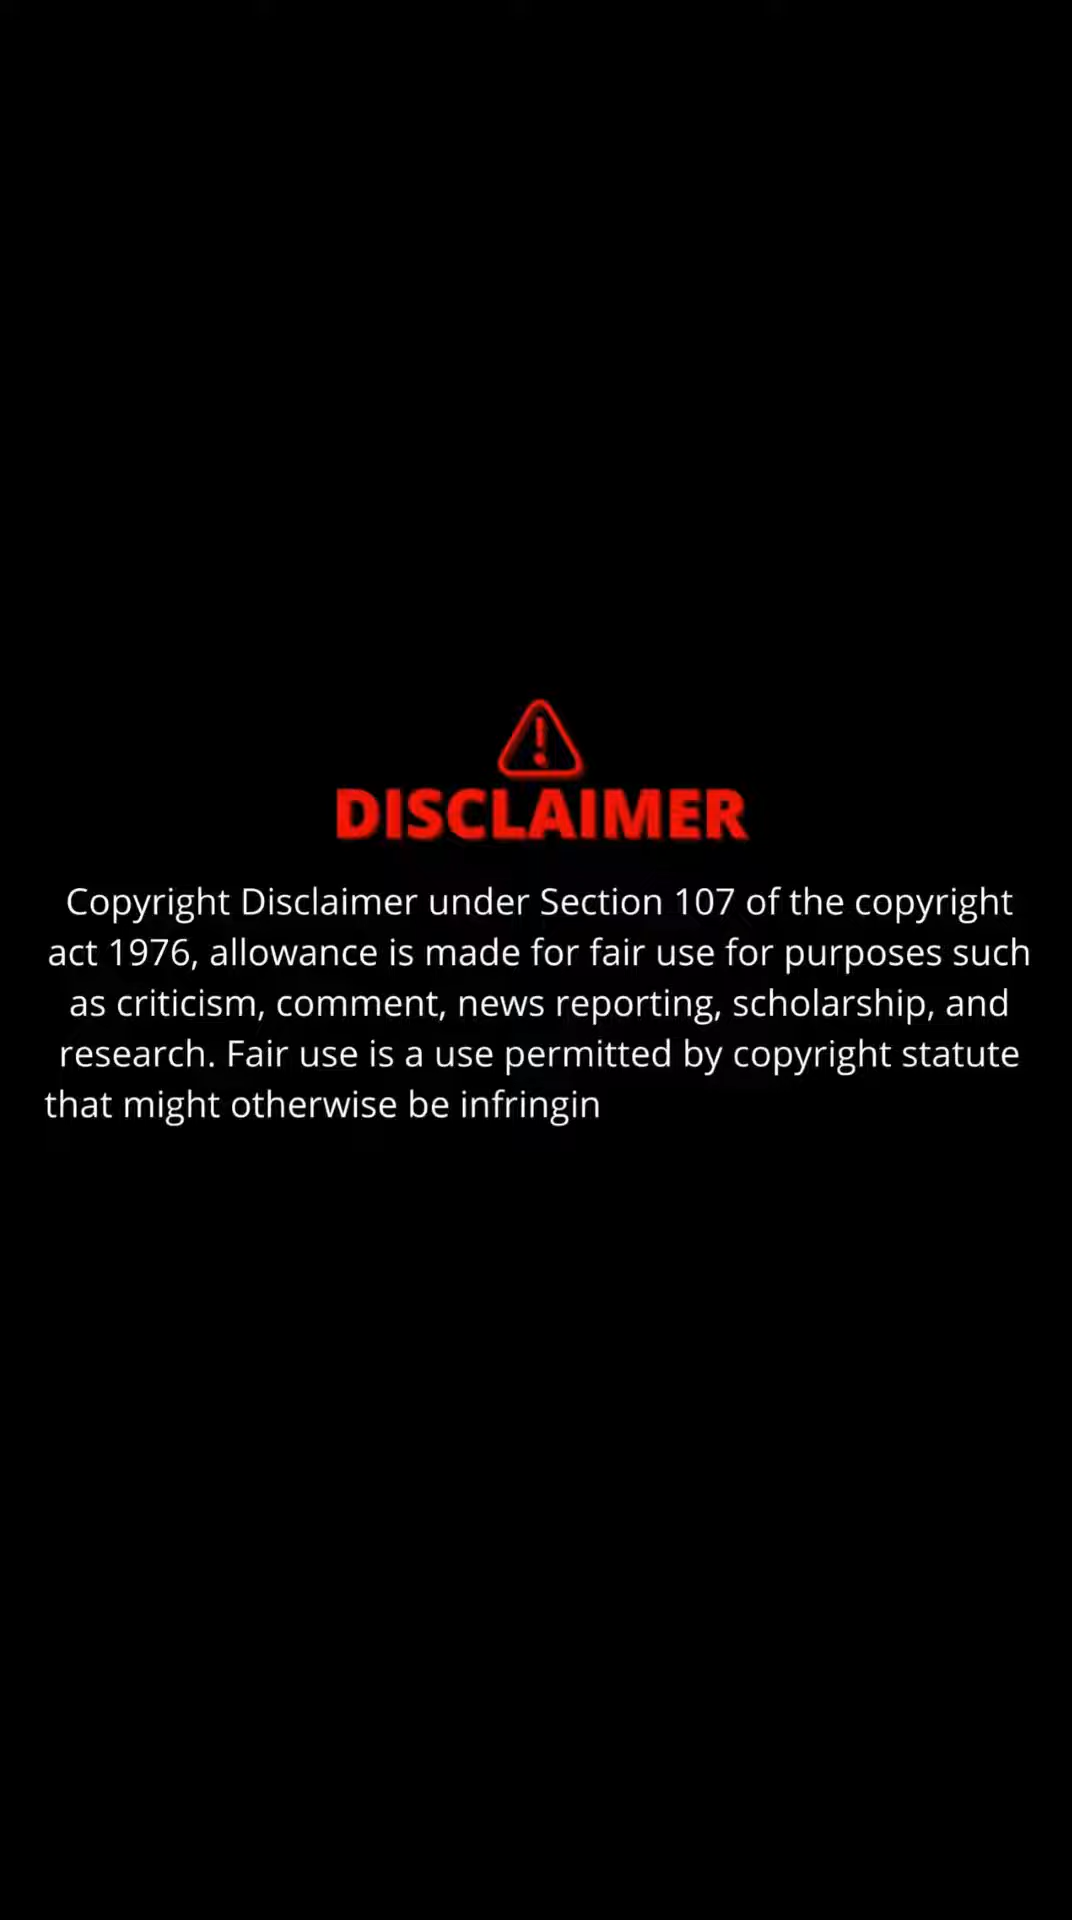 DISCLAIMER
Copyright Disclaimer under Section 107 of the copyright
act 1976, allowance is made for fair use for purposes such
as criticism, comment, news reporting, scholarship, and
research. Fair use is a use permitted by copyright statute
that might otherwise be infringin